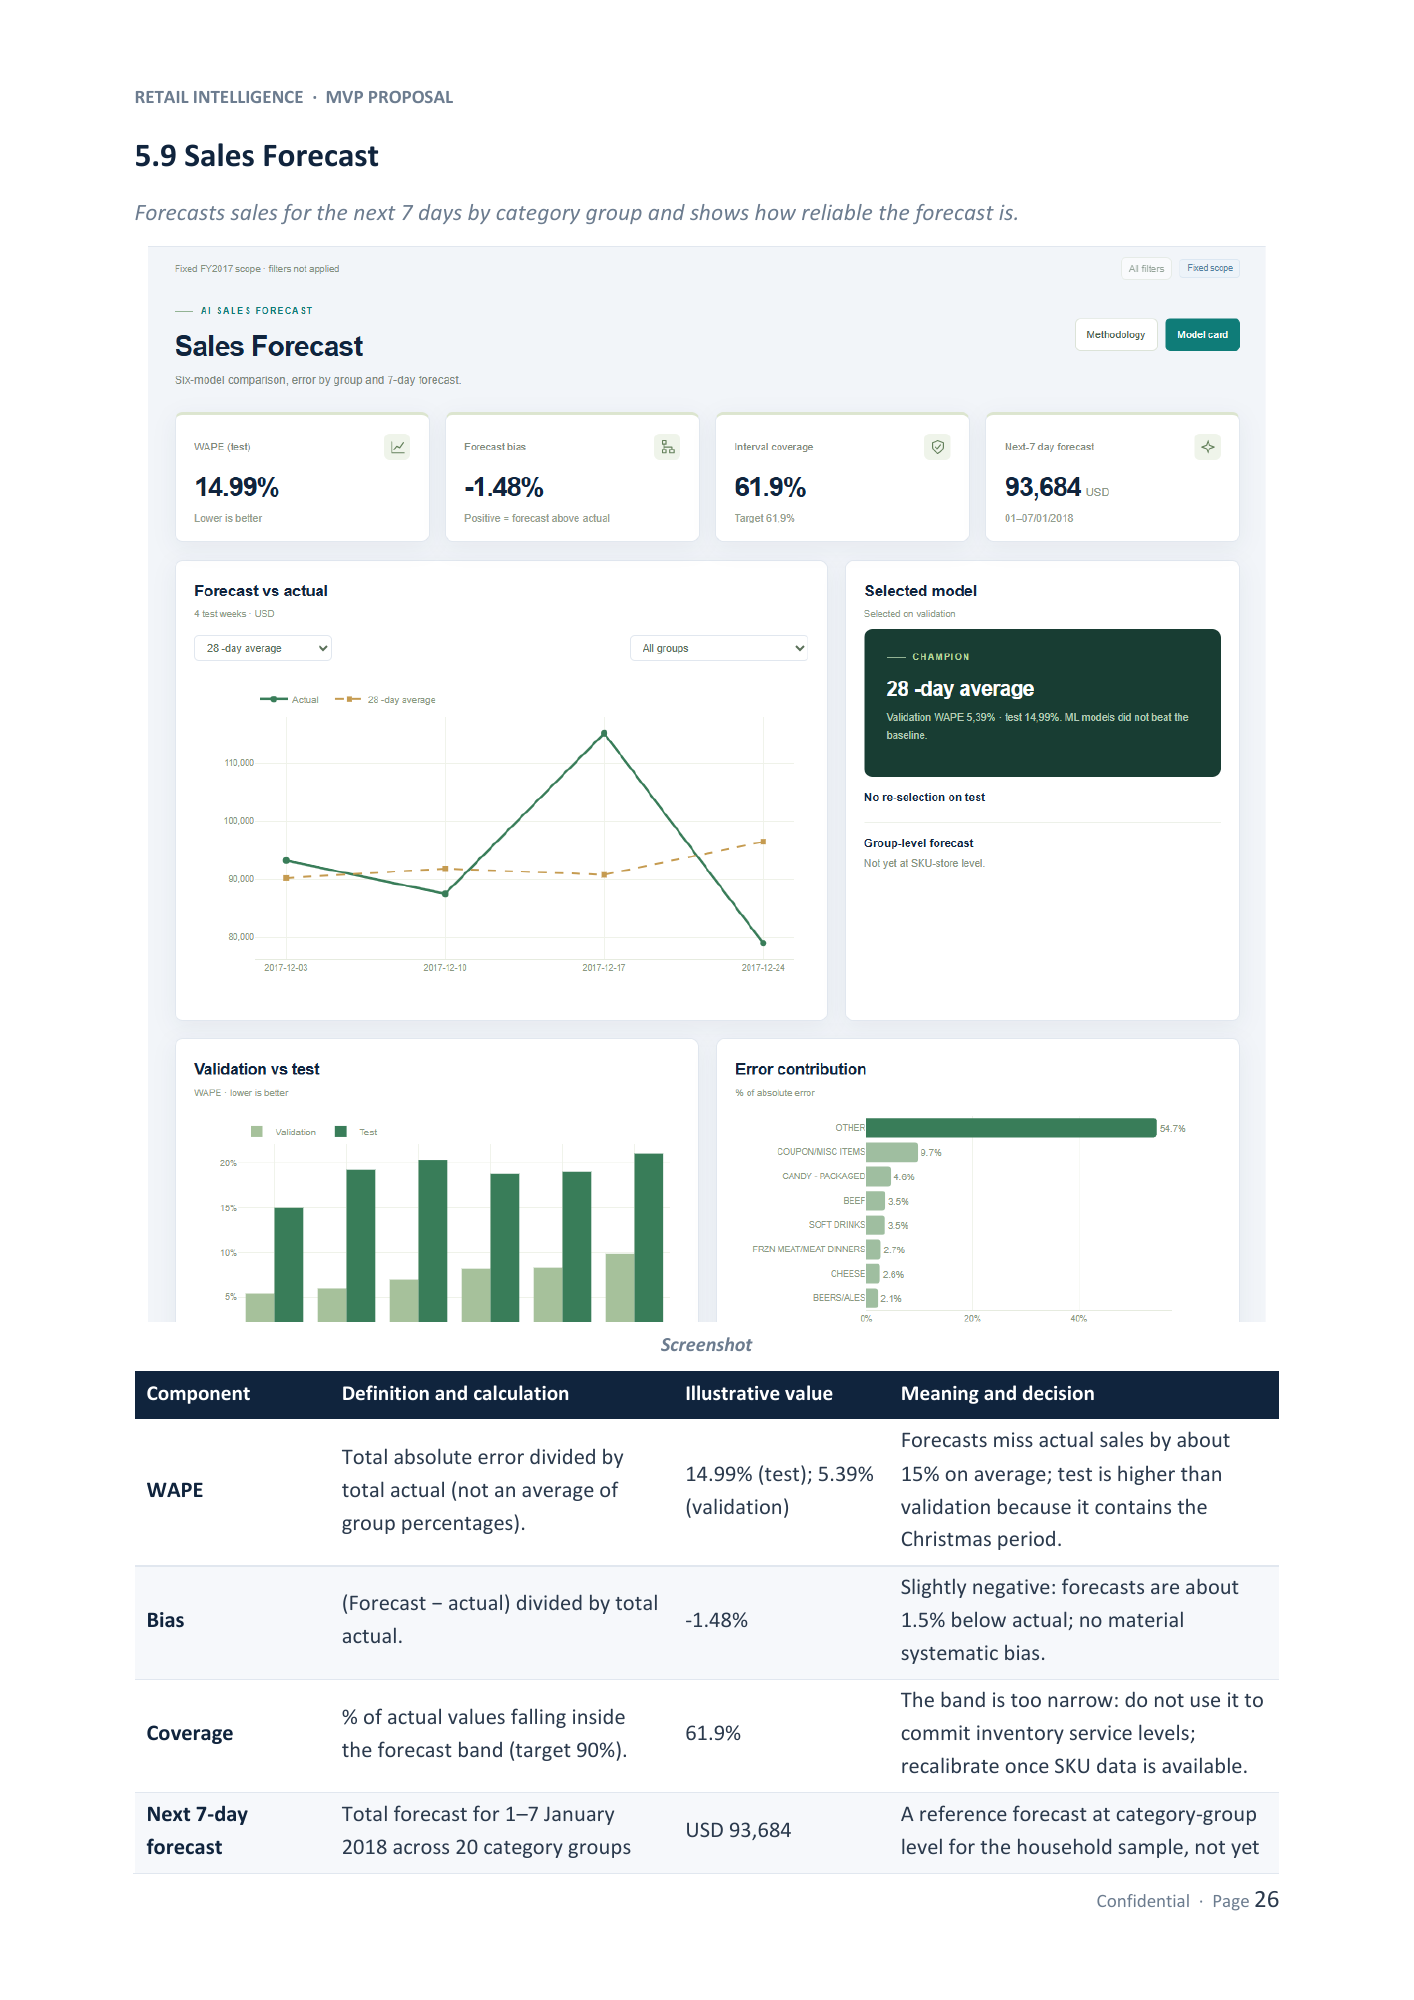 RETAIL INTELLIGENCE · MVP PROPOSAL
5.9 Sales Forecast
Forecasts sales for the next 7 days by category group and shows how reliable the forecast is.
Fixed FY2017 scope · filters not applied
All filters
Fixed scope
AI SALES FORECAST
Sales Forecast
Six-model comparison, error by group and 7-day forecast.
Methodology
Model card
WAPE (test)
14.99%
Lower is better
Forecast bias
-1.48%
Positive = forecast above actual
Interval coverage
61.9%
Target 61.9%
Next-7 day forecast
93,684 USD
01–07/01/2018
Forecast vs actual
4 test weeks · USD
28 -day average
All groups
Actual
28 -day average
110,000
100,000
90,000
80,000
2017-12-03
2017-12-10
2017-12-17
2017-12-24
Selected model
Selected on validation
CHAMPION
28 -day average
Validation WAPE 5,39% · test 14,99%. ML models did not beat the
baseline.
No re-selection on test
Group-level forecast
Not yet at SKU-store level.
Validation vs test
WAPE · lower is better
Validation
Test
20%
15%
10%
5%
Error contribution
% of absolute error
OTHER
54.7%
COUPON/MISC ITEMS
9.7%
CANDY - PACKAGED
4.6%
BEEF
3.5%
SOFT DRINKS
3.5%
FRZN MEAT/MEAT DINNERS
2.7%
CHEESE
2.6%
BEERS/ALES
2.1%
0%
20%
40%
Screenshot
Component
Definition and calculation
Illustrative value
Meaning and decision
WAPE
Total absolute error divided by
total actual (not an average of
group percentages).
14.99% (test); 5.39%
(validation)
Forecasts miss actual sales by about
15% on average; test is higher than
validation because it contains the
Christmas period.
Bias
(Forecast − actual) divided by total
actual.
-1.48%
Slightly negative: forecasts are about
1.5% below actual; no material
systematic bias.
Coverage
% of actual values falling inside
the forecast band (target 90%).
61.9%
The band is too narrow: do not use it to
commit inventory service levels;
recalibrate once SKU data is available.
Next 7-day
forecast
Total forecast for 1–7 January
2018 across 20 category groups
USD 93,684
A reference forecast at category-group
level for the household sample, not yet
Confidential · Page 26